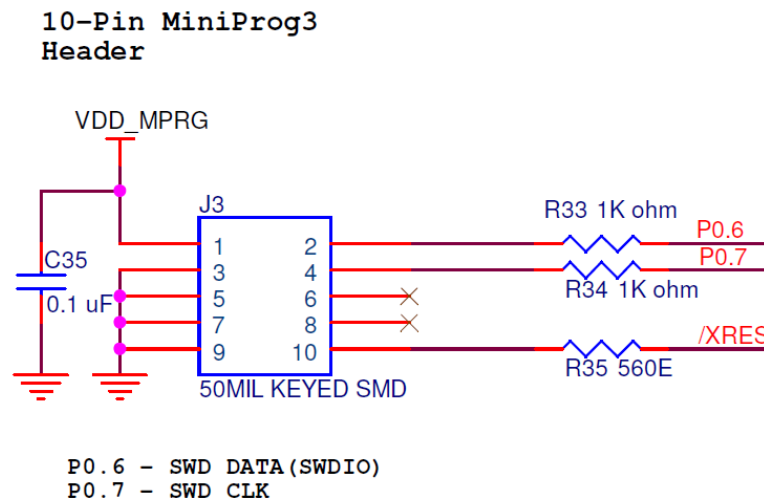 10-Pin MiniProg3
Header
VDD_MPRG
J3
R33 1K ohm
P0.6
1 2
P0.7
C35
3 4
R34 1K ohm
0.1 uF
5 6
7 8
/XRES
9 10
R35 560E
50MIL KEYED SMD
P0.6 - SWD DATA(SWDIO)
P0.7 - SWD CLK